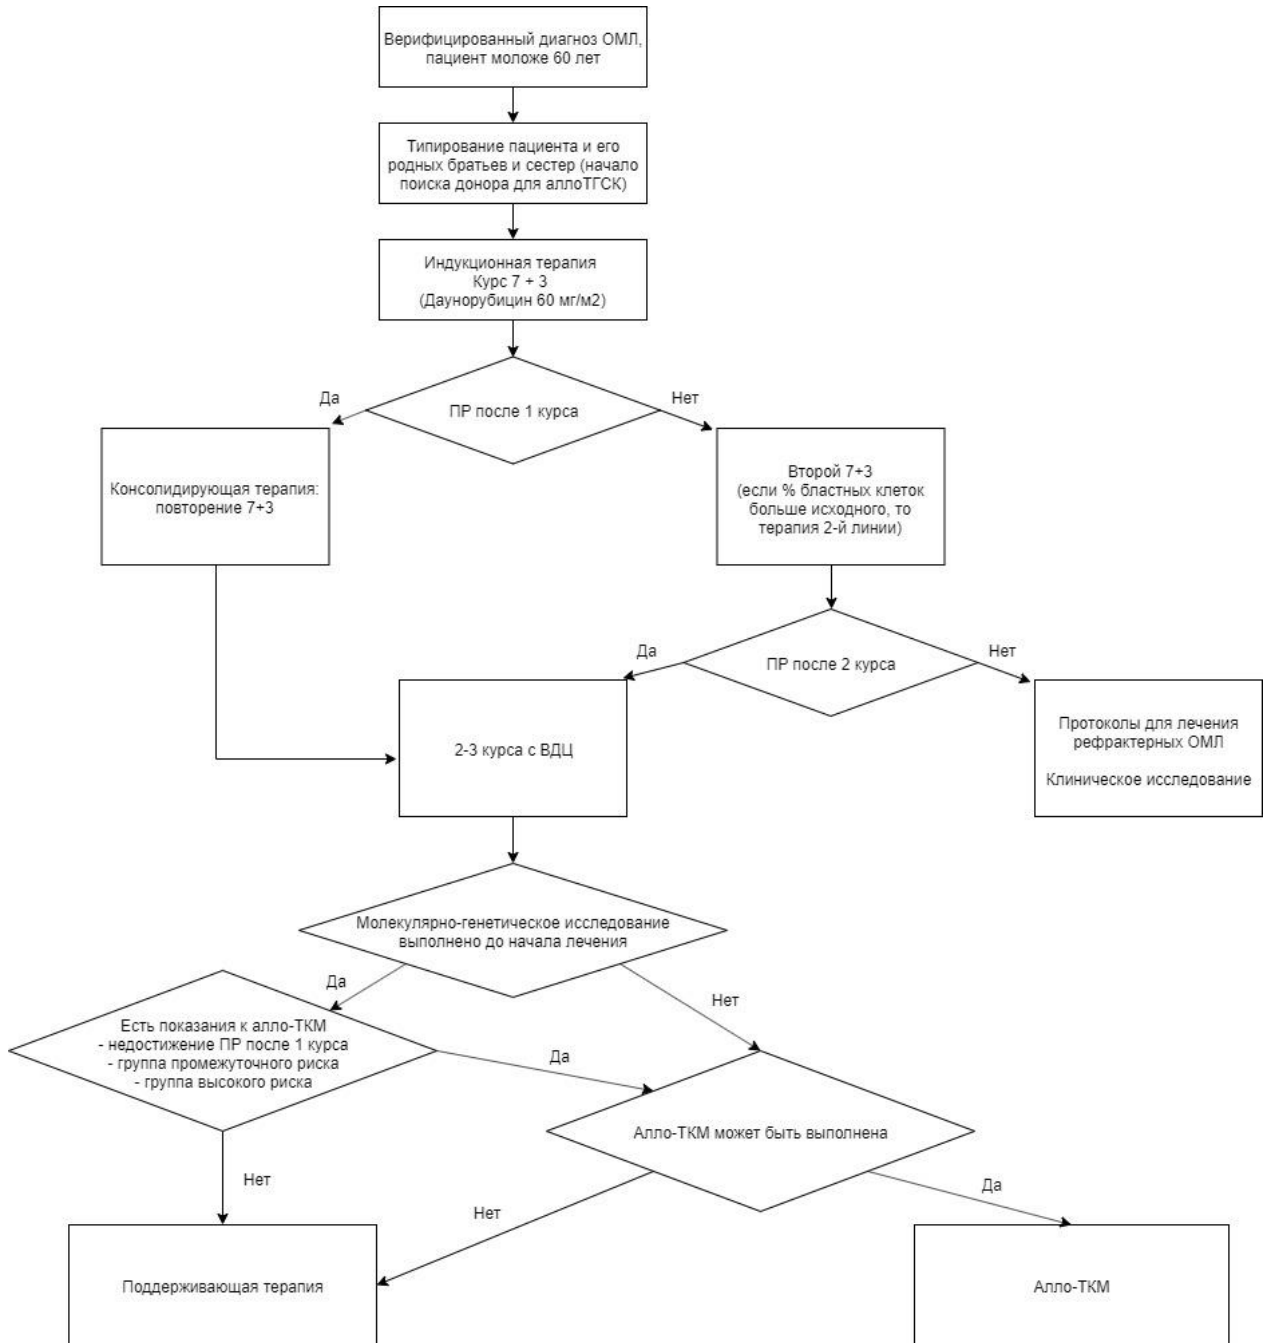 Верифицированный диагноз ОМЛ,
пациент моложе 60 лет
Типирование пациента и его
родных братьев и сестер (начало
поиска донора для аллоТГСК)
Индукционная терапия
Курс 7 + 3
(Даунорубицин 60 мг/м2)
Да
ПР после 1 курса
Нет
Консолидирующая терапия:
повторение 7+3
Второй 7+3
(если % бластных клеток
больше исходного, то
терапия 2-й линии)
Да
ПР после 2 курса
Нет
2-3 курса с ВДЦ
Протоколы для лечения
рефрактерных ОМЛ
Клиническое исследование
Молекулярно-генетическое исследование
выполнено до начала лечения
Да
Нет
Есть показания к алло-ТКМ
- недостижение ПР после 1 курса
- группа промежуточного риска
- группа высокого риска
Да
Алло-ТКМ может быть выполнена
Нет
Нет
Да
Поддерживающая терапия
Алло-ТКМ